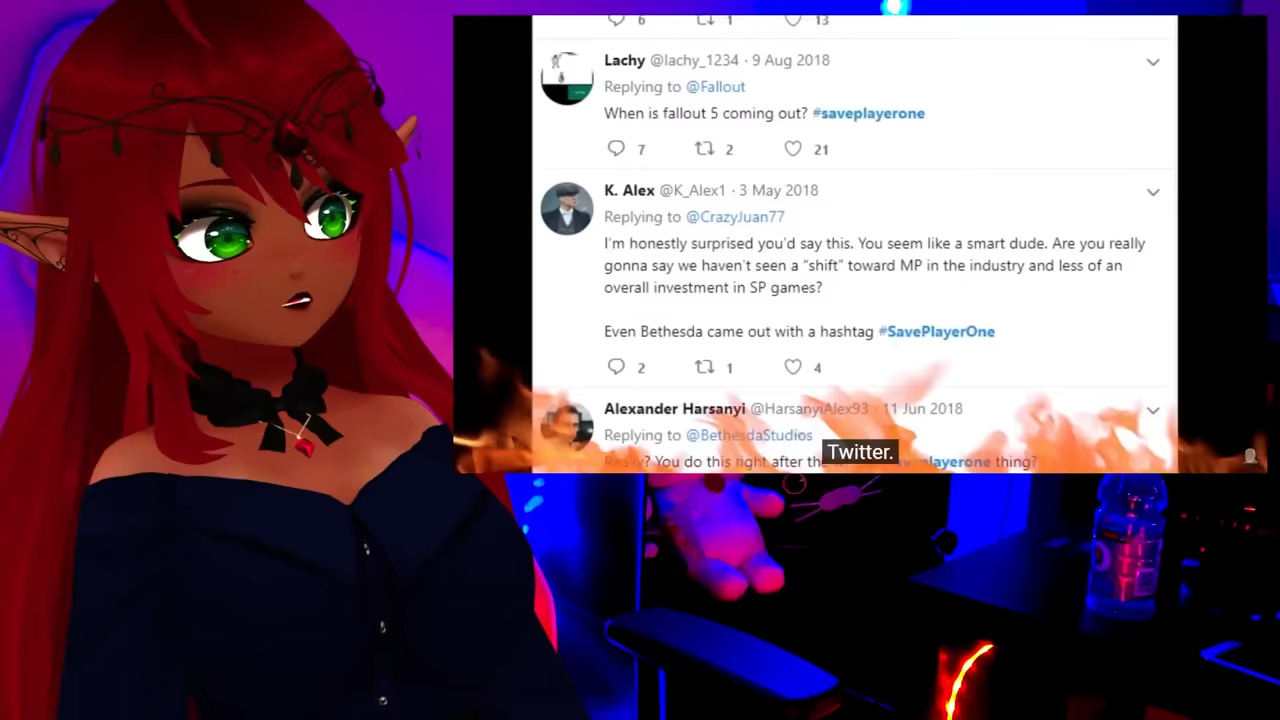 6 1 13
Lachy @lachy_1234 · 9 Aug 2018
Replying to @Fallout
When is fallout 5 coming out? #saveplayerone
7 2 21
K. Alex @K_Alex1 · 3 May 2018
Replying to @CrazyJuan77
I'm honestly surprised you'd say this. You seem like a smart dude. Are you really
gonna say we haven't seen a “shift” toward MP in the industry and less of an
overall investment in SP games?
Even Bethesda came out with a hashtag #SavePlayerOne
2 1 4
Alexander Harsanyi @HarsanyiAlex93 · 11 Jun 2018
Replying to @BethesdaStudios
Really? You do this right after the playerone thing?
Twitter.